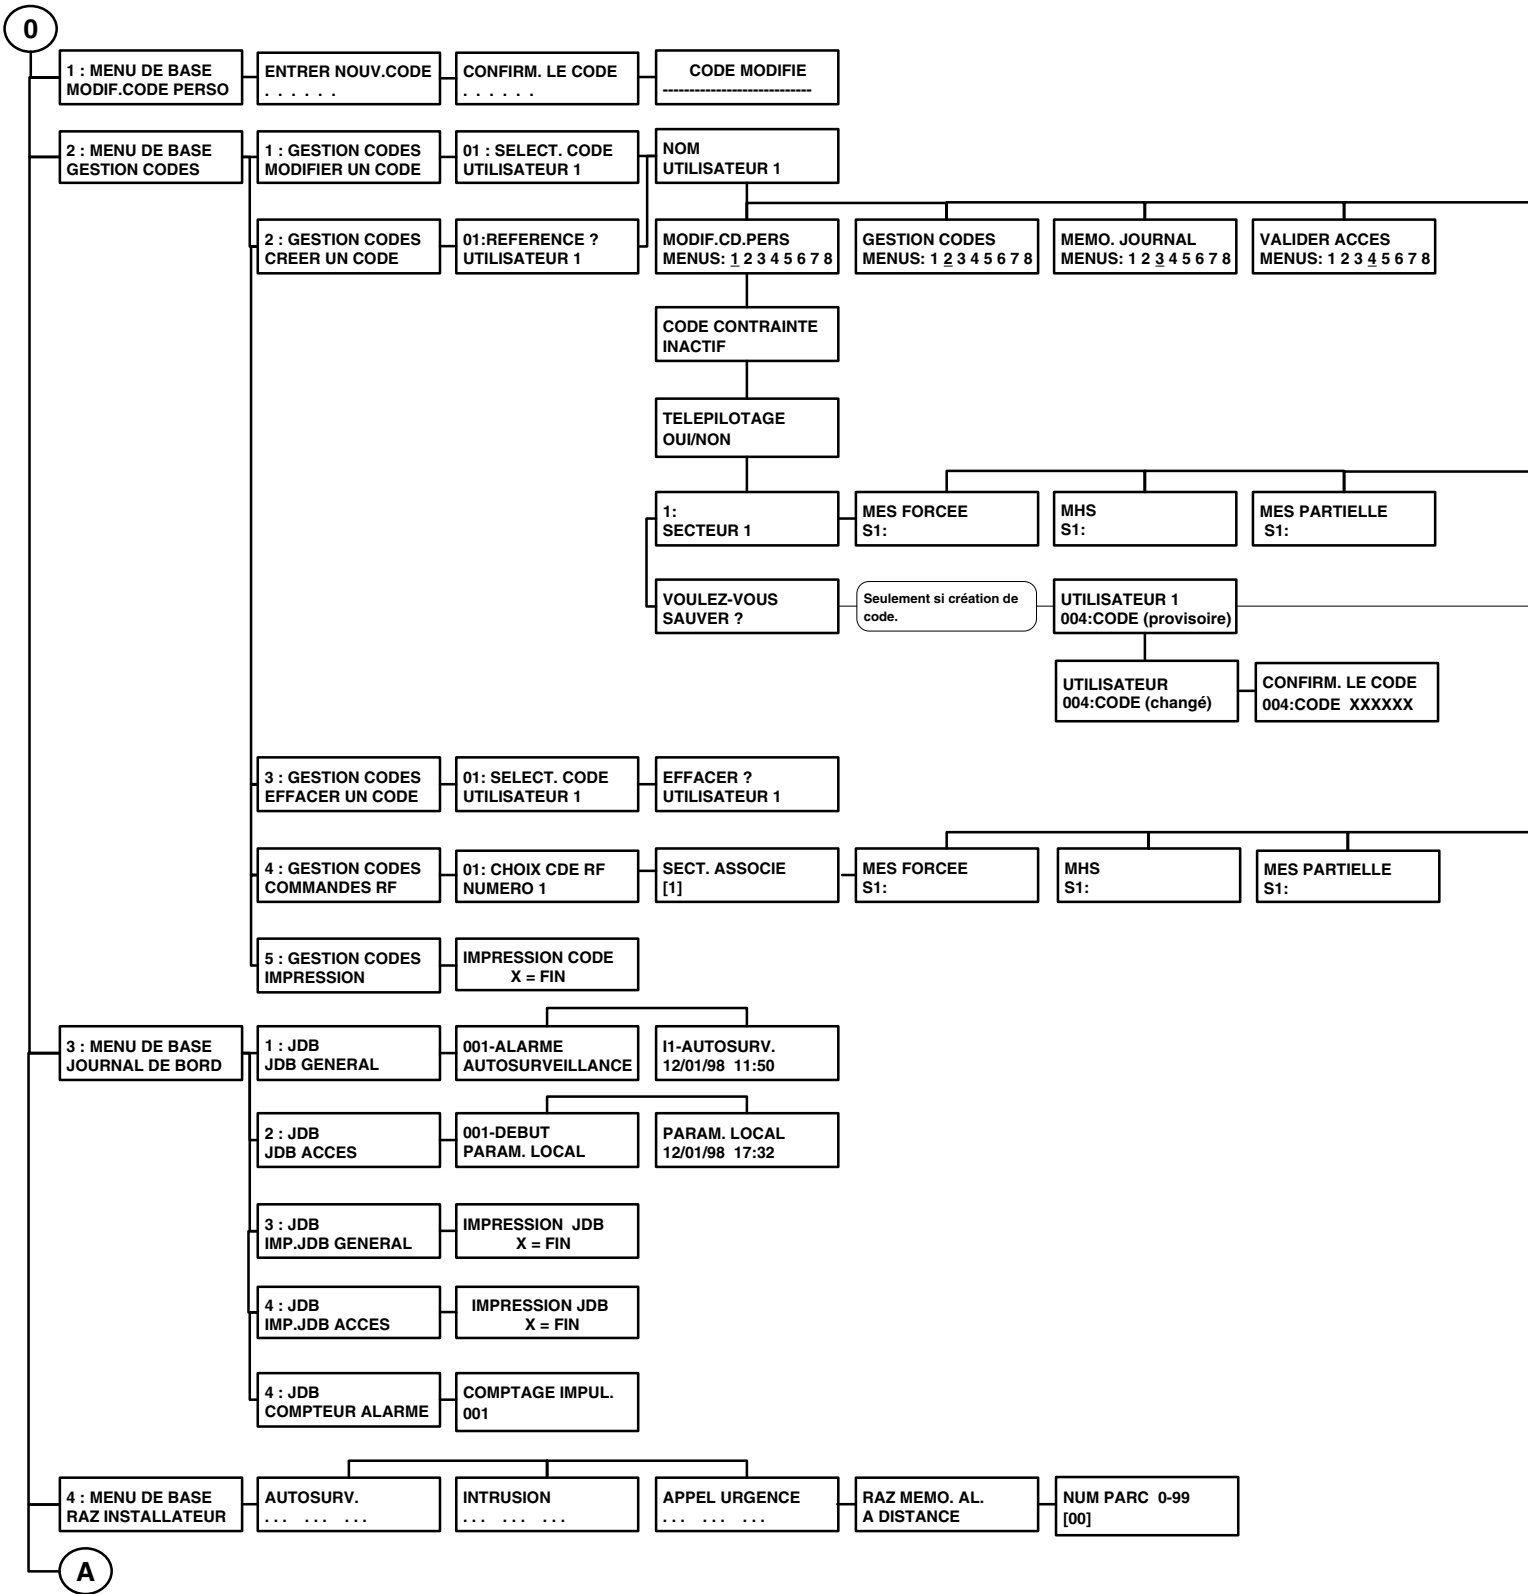 0
1 : MENU DE BASE
MODIF.CODE PERSO
ENTRER NOUV.CODE
. . . . . .
CONFIRM. LE CODE
. . . . . .
CODE MODIFIE
----------------------------
2 : MENU DE BASE
GESTION CODES
1 : GESTION CODES
MODIFIER UN CODE
01 : SELECT. CODE
UTILISATEUR 1
NOM
UTILISATEUR 1
2 : GESTION CODES
CREER UN CODE
01:REFERENCE ?
UTILISATEUR 1
MODIF.CD.PERS
MENUS: 1 2 3 4 5 6 7 8
GESTION CODES
MENUS: 1 2 3 4 5 6 7 8
MEMO. JOURNAL
MENUS: 1 2 3 4 5 6 7 8
VALIDER ACCES
MENUS: 1 2 3 4 5 6 7 8
CODE CONTRAINTE
INACTIF
TELEPILOTAGE
OUI/NON
1:
SECTEUR 1
MES FORCEE
S1:
MHS
S1:
MES PARTIELLE
S1:
VOULEZ-VOUS
SAUVER ?
Seulement si création de
code.
UTILISATEUR 1
004:CODE (provisoire)
UTILISATEUR
004:CODE (changé)
CONFIRM. LE CODE
004:CODE XXXXXX
3 : GESTION CODES
EFFACER UN CODE
01: SELECT. CODE
UTILISATEUR 1
EFFACER ?
UTILISATEUR 1
4 : GESTION CODES
COMMANDES RF
01: CHOIX CDE RF
NUMERO 1
SECT. ASSOCIE
[1]
MES FORCEE
S1:
MHS
S1:
MES PARTIELLE
S1:
5 : GESTION CODES
IMPRESSION
IMPRESSION CODE
X = FIN
3 : MENU DE BASE
JOURNAL DE BORD
1 : JDB
JDB GENERAL
001-ALARME
AUTOSURVEILLANCE
I1-AUTOSURV.
12/01/98 11:50
2 : JDB
JDB ACCES
001-DEBUT
PARAM. LOCAL
PARAM. LOCAL
12/01/98 17:32
3 : JDB
IMP.JDB GENERAL
IMPRESSION JDB
X = FIN
4 : JDB
IMP.JDB ACCES
IMPRESSION JDB
X = FIN
4 : JDB
COMPTEUR ALARME
COMPTAGE IMPUL.
001
4 : MENU DE BASE
RAZ INSTALLATEUR
AUTOSURV.
... ... ...
INTRUSION
... ... ...
APPEL URGENCE
... ... ...
RAZ MEMO. AL.
A DISTANCE
NUM PARC 0-99
[00]
A